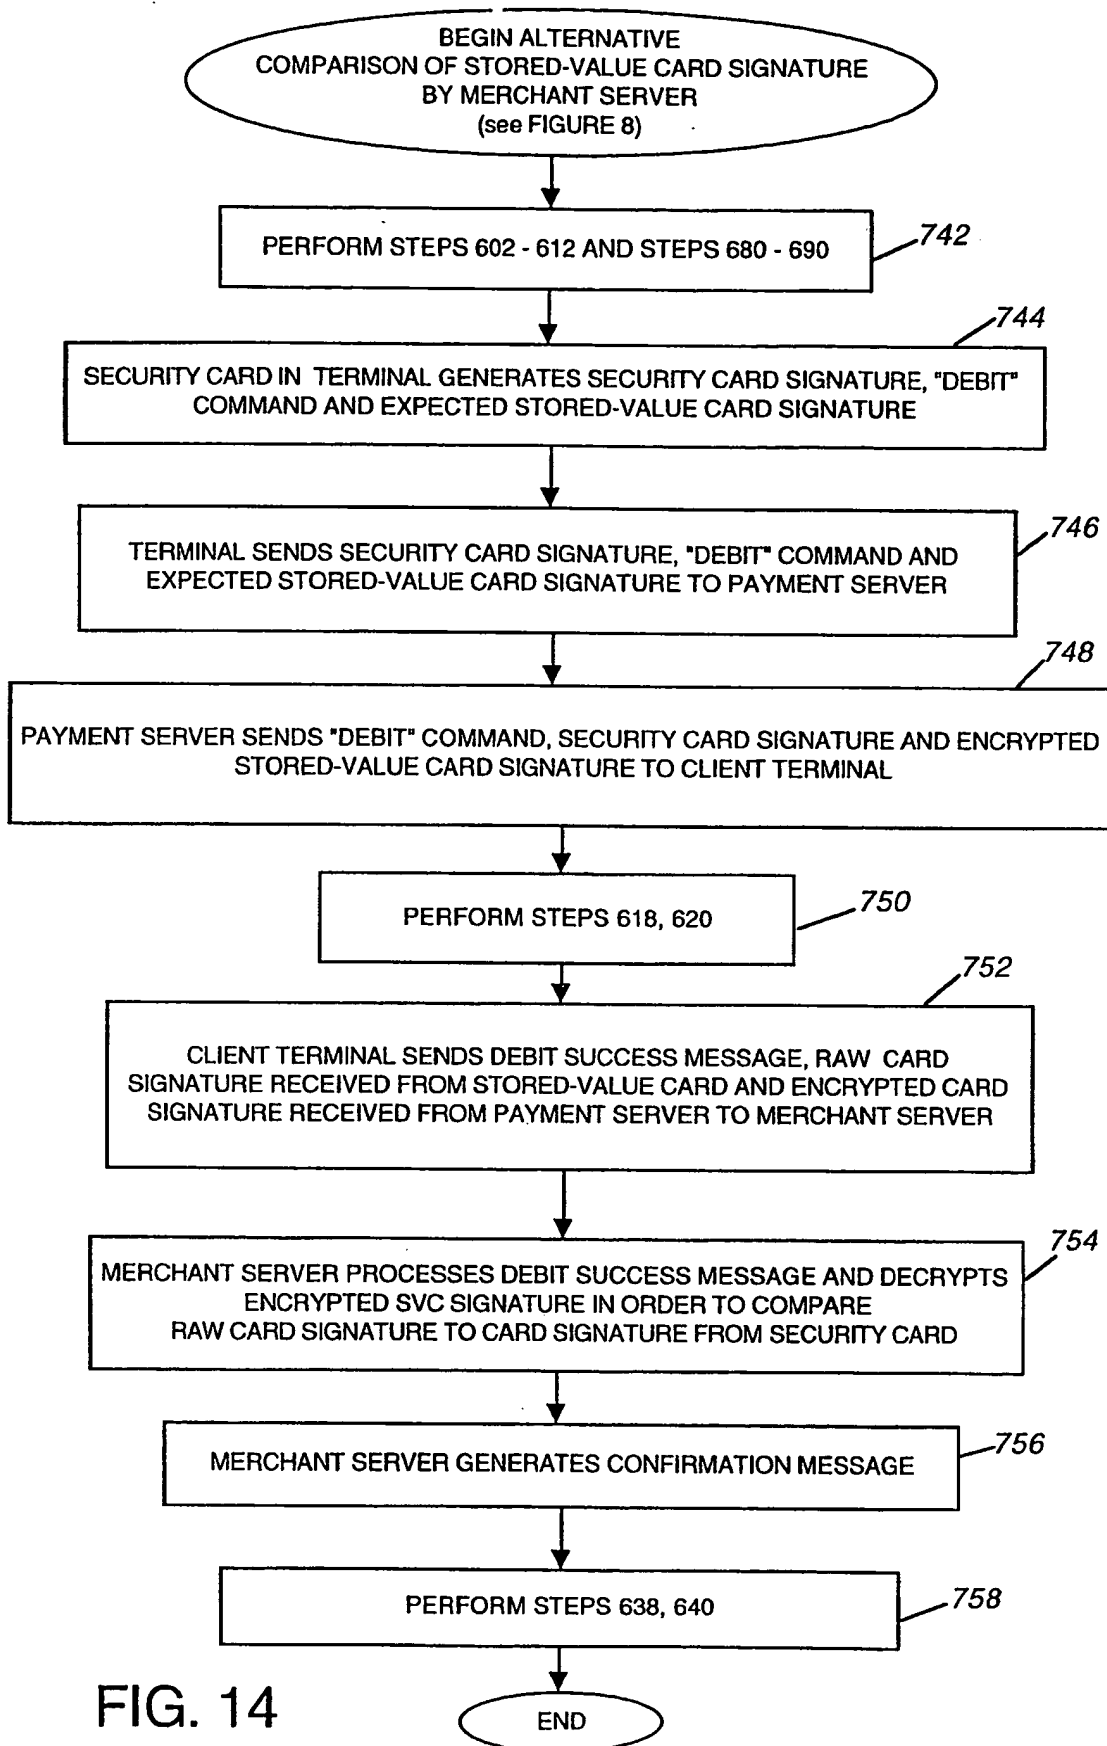 BEGIN ALTERNATIVE
COMPARISON OF STORED-VALUE CARD SIGNATURE
BY MERCHANT SERVER
(see FIGURE 8)
PERFORM STEPS 602 - 612 AND STEPS 680 - 690
742
744
SECURITY CARD IN TERMINAL GENERATES SECURITY CARD SIGNATURE, "DEBIT"
COMMAND AND EXPECTED STORED-VALUE CARD SIGNATURE
746
TERMINAL SENDS SECURITY CARD SIGNATURE, "DEBIT" COMMAND AND
EXPECTED STORED-VALUE CARD SIGNATURE TO PAYMENT SERVER
748
PAYMENT SERVER SENDS "DEBIT" COMMAND, SECURITY CARD SIGNATURE AND ENCRYPTED
STORED-VALUE CARD SIGNATURE TO CLIENT TERMINAL
PERFORM STEPS 618, 620
750
752
CLIENT TERMINAL SENDS DEBIT SUCCESS MESSAGE, RAW CARD
SIGNATURE RECEIVED FROM STORED-VALUE CARD AND ENCRYPTED CARD
SIGNATURE RECEIVED FROM PAYMENT SERVER TO MERCHANT SERVER
754
MERCHANT SERVER PROCESSES DEBIT SUCCESS MESSAGE AND DECRYPTS
ENCRYPTED SVC SIGNATURE IN ORDER TO COMPARE
RAW CARD SIGNATURE TO CARD SIGNATURE FROM SECURITY CARD
756
MERCHANT SERVER GENERATES CONFIRMATION MESSAGE
PERFORM STEPS 638, 640
758
FIG. 14
END